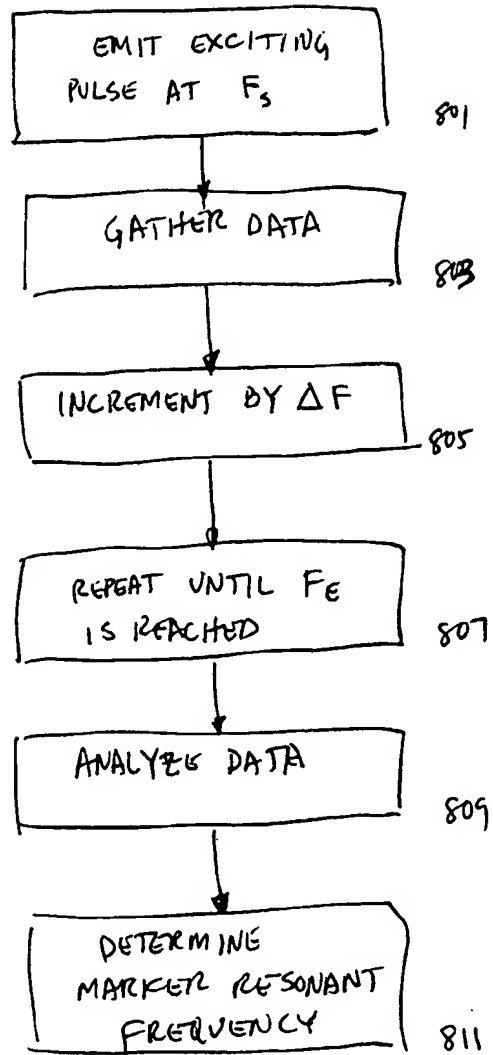 EMIT EXCITING
PULSE AT Fs
801
GATHER DATA
803
INCREMENT BY ΔF
805
REPEAT UNTIL FE
IS REACHED
807
ANALYZE DATA
809
DETERMINE
MARKER RESONANT
FREQUENCY
811